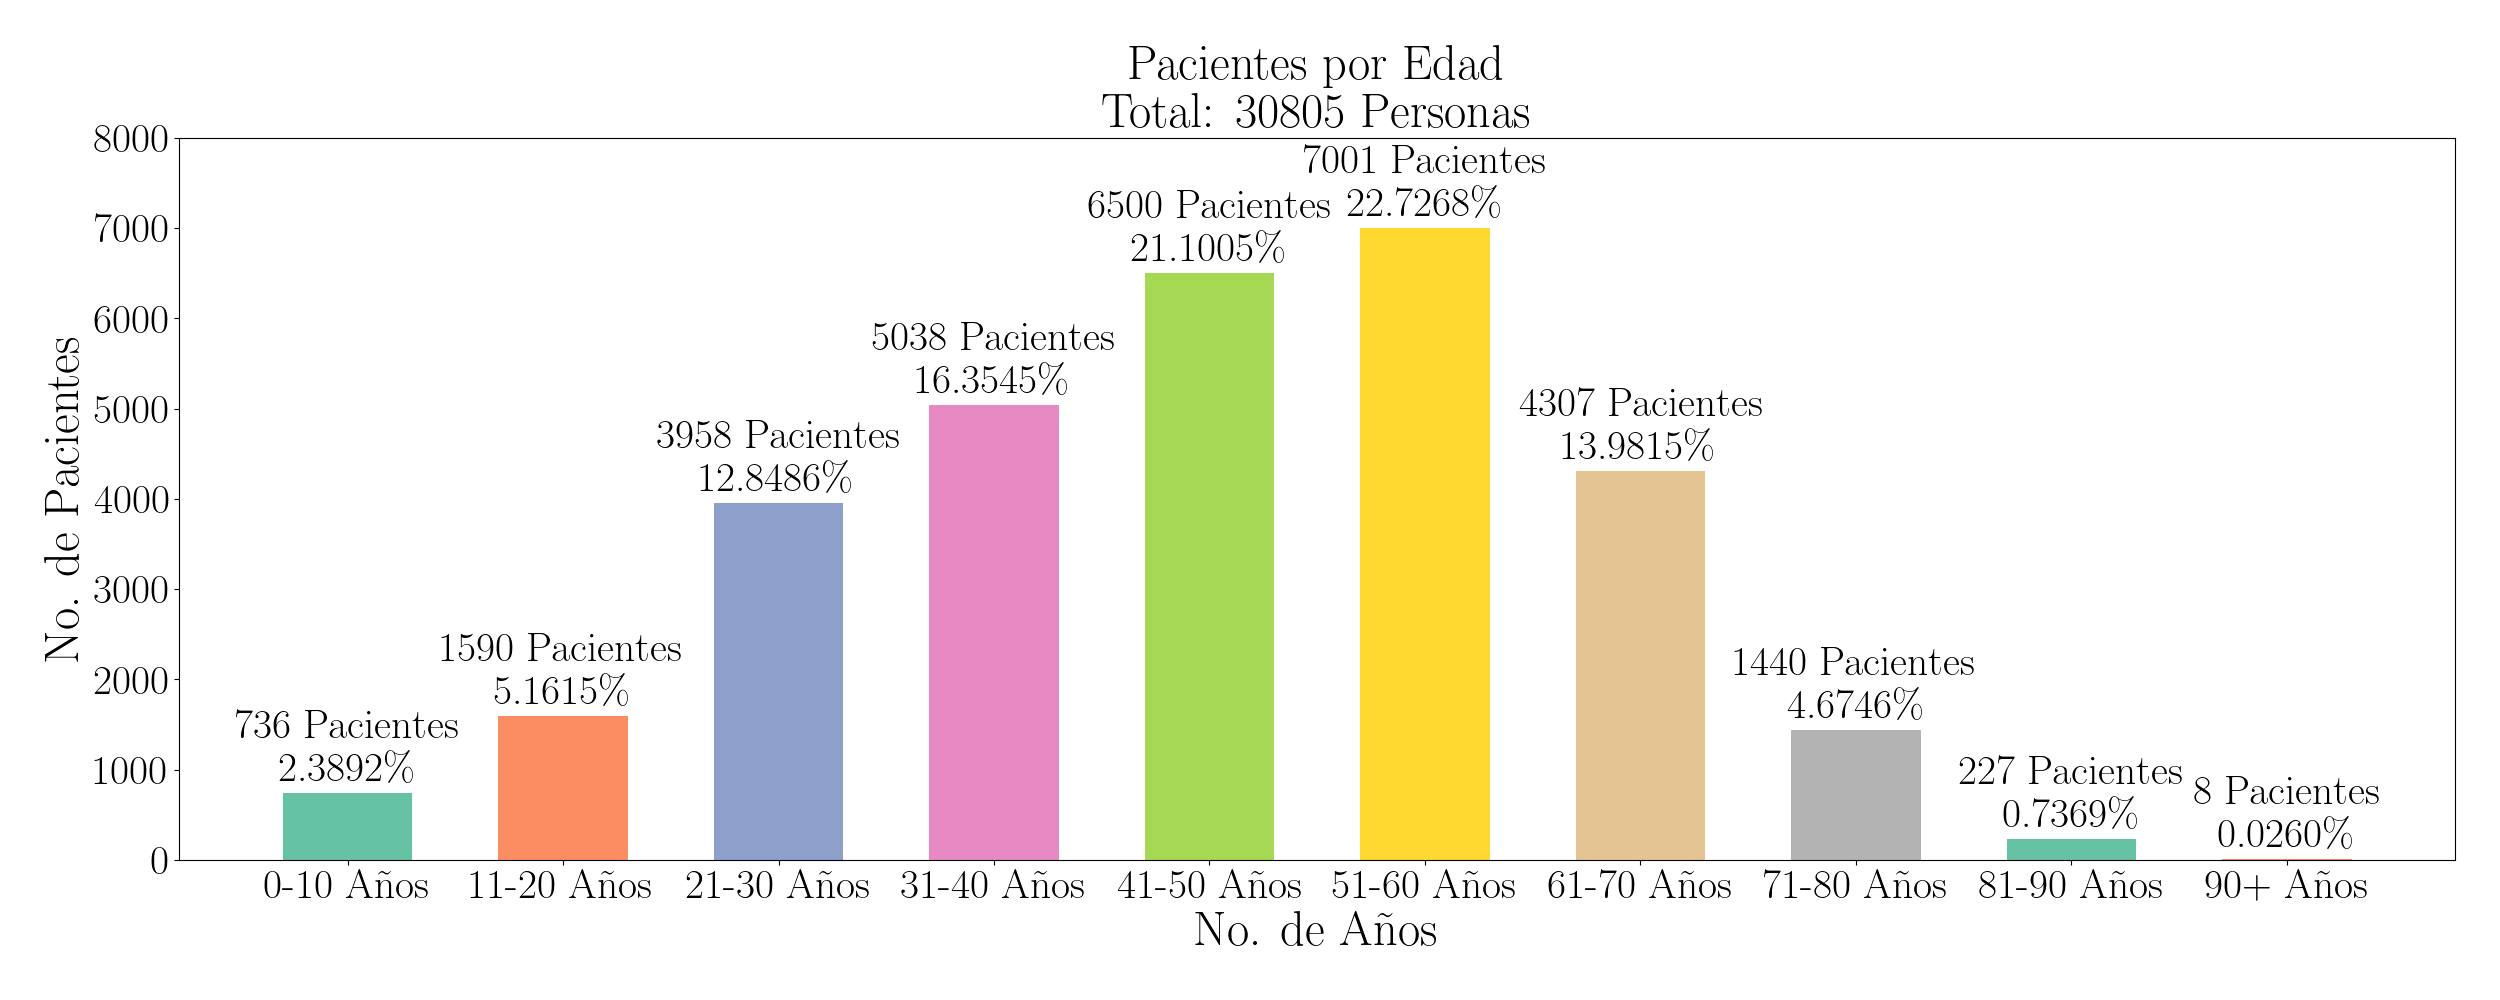 Pacientes por Edad
Total: 30805 Personas
No. de Pacientes
8000
7000
6000
5000
4000
3000
2000
1000
0
736 Pacientes
2.3892%
1590 Pacientes
5.1615%
3958 Pacientes
12.8486%
5038 Pacientes
16.3545%
6500 Pacientes
21.1005%
7001 Pacientes
22.7268%
4307 Pacientes
13.9815%
1440 Pacientes
4.6746%
227 Pacientes
0.7369%
8 Pacientes
0.0260%
0-10 Años
11-20 Años
21-30 Años
31-40 Años
41-50 Años
51-60 Años
61-70 Años
71-80 Años
81-90 Años
90+ Años
No. de Años